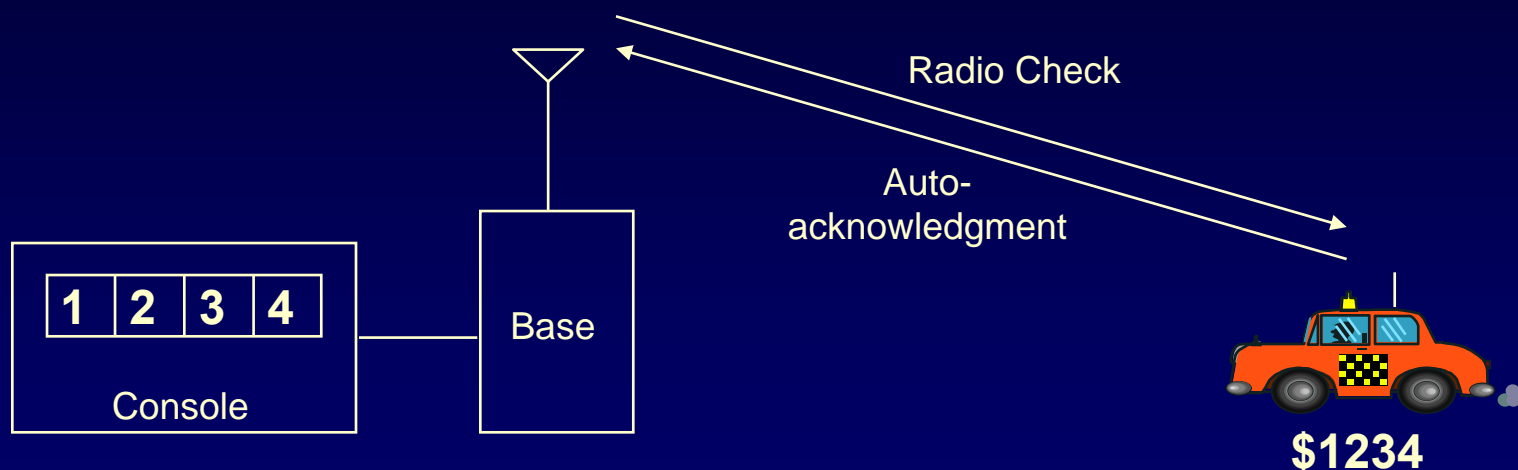 Radio Check
Auto-
acknowledgment
1 2 3 4
Console
Base
$1234